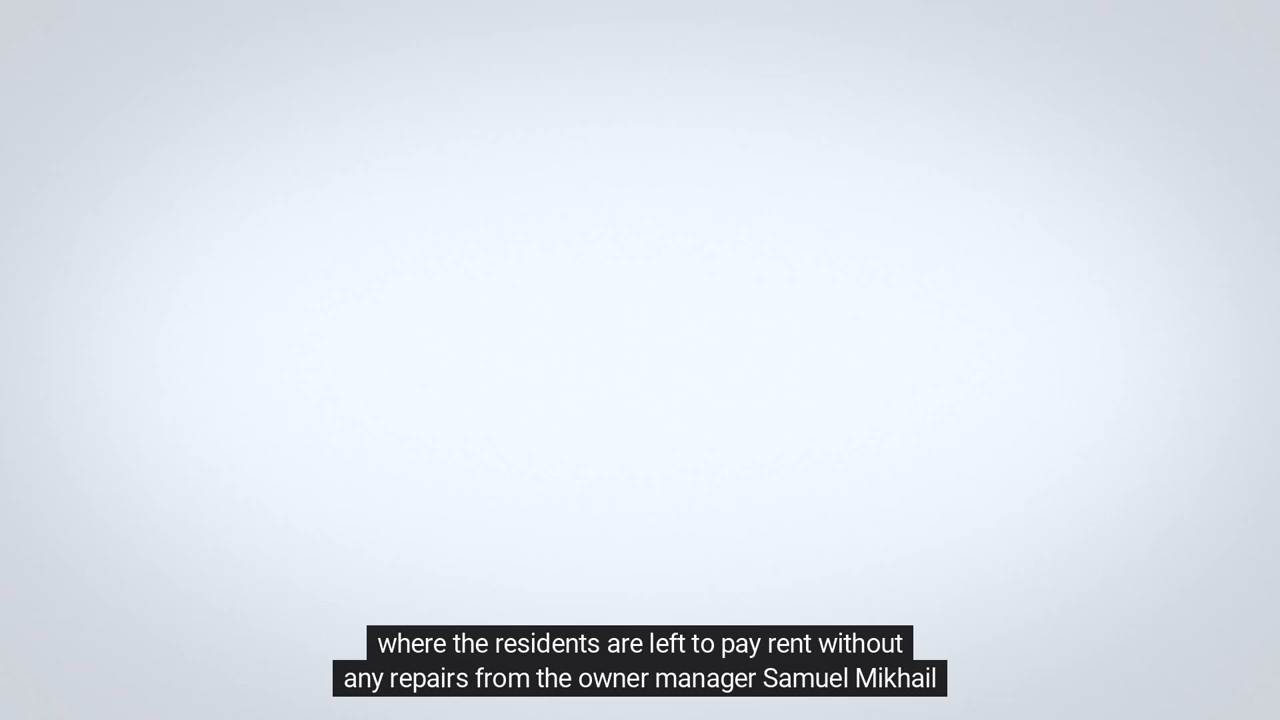 where the residents are left to pay rent without
any repairs from the owner manager Samuel Mikhail